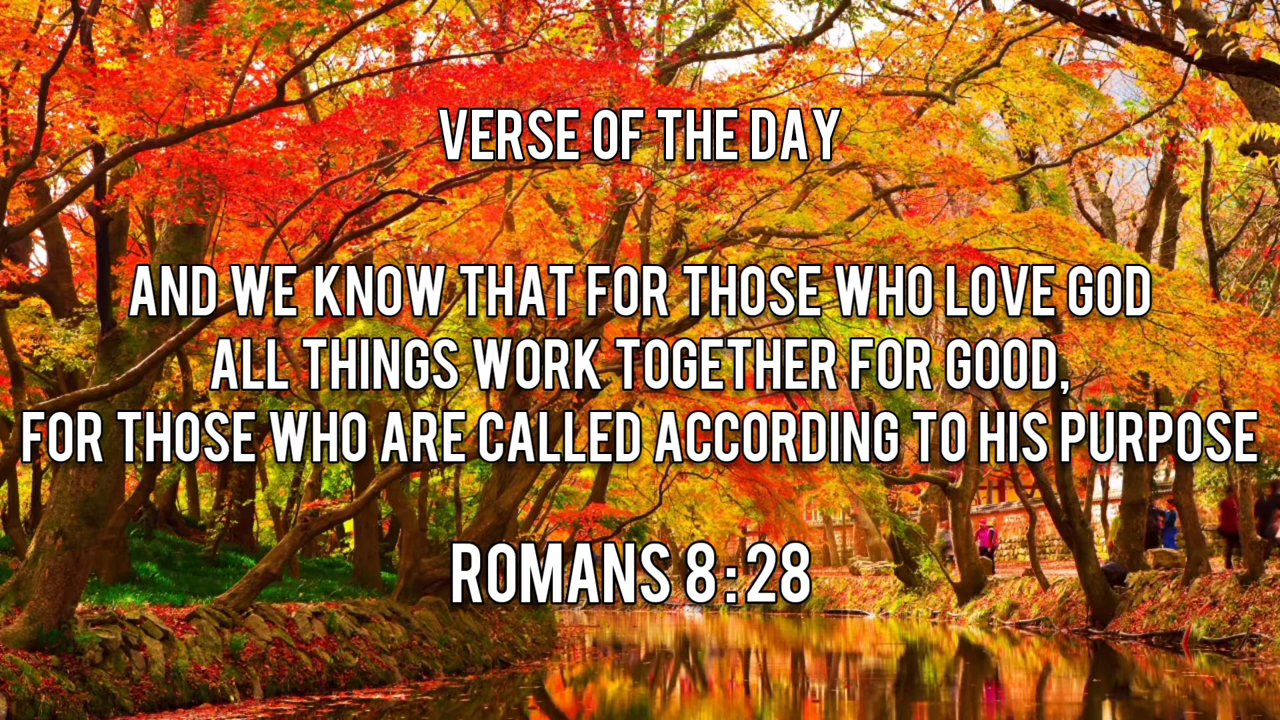 VERSE OF THE DAY
AND WE KNOW THAT FOR THOSE WHO LOVE GOD
ALL THINGS WORK TOGETHER FOR GOOD,
FOR THOSE WHO ARE CALLED ACCORDING TO HIS PURPOSE
ROMANS 8:28